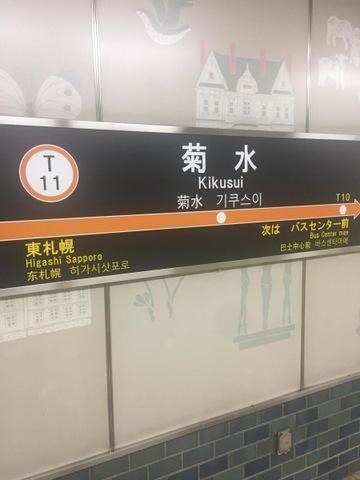 T
11
菊水
Kikusui
菊水 기쿠스이
T10
東札幌
Higashi Sapporo
东札幌 히가시삿포로
次は バスセンター前
Bus Center mae
巴士中心前 버스센터마에